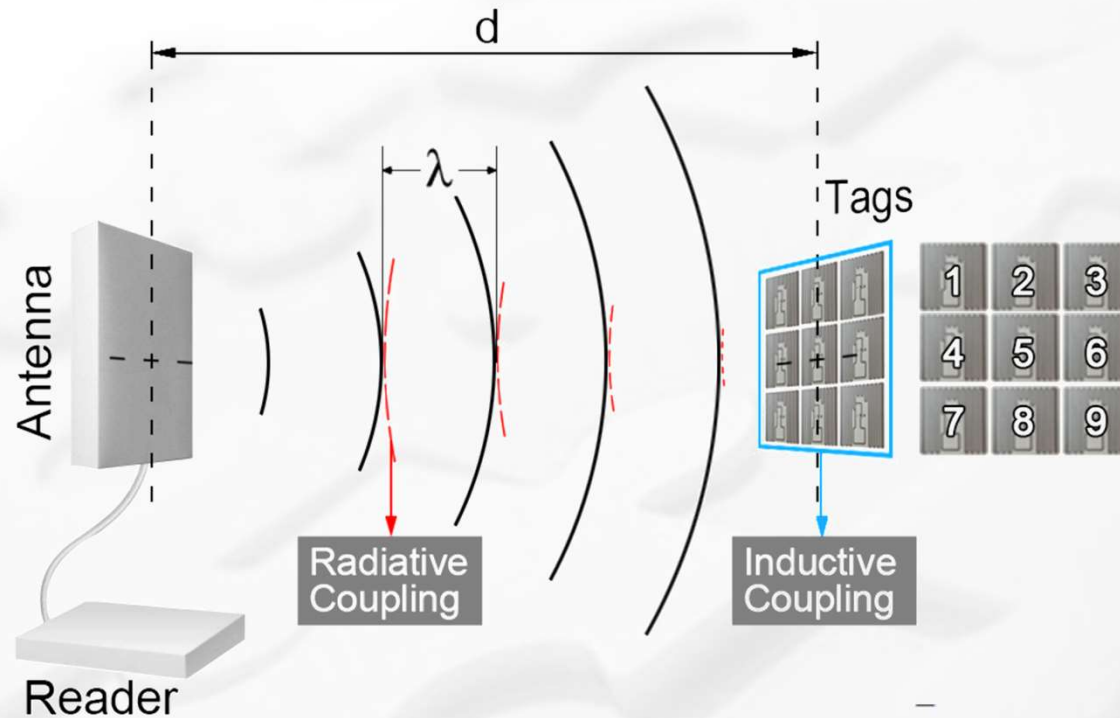 d
λ
Tags
Antenna
1 2 3
4 5 6
7 8 9
Radiative
Coupling
Inductive
Coupling
Reader